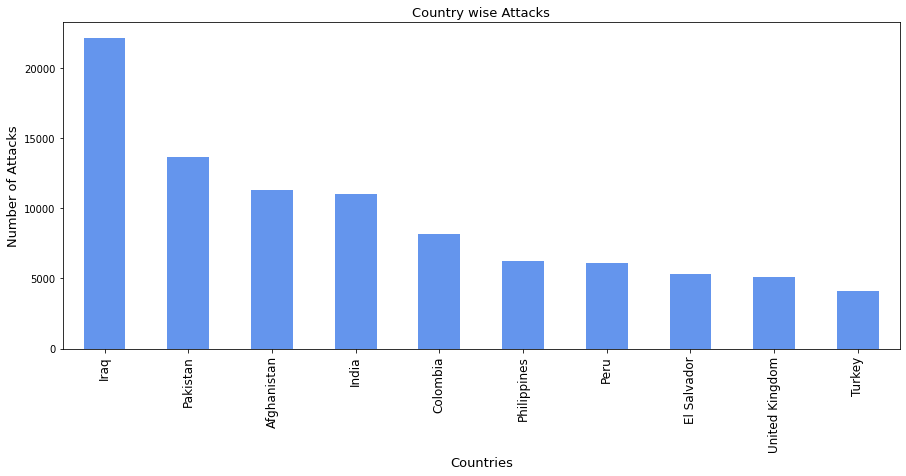 Country wise Attacks
Number of Attacks
20000
15000
10000
5000
0
Iraq
Pakistan
Afghanistan
India
Colombia
Philippines
Peru
El Salvador
United Kingdom
Turkey
Countries